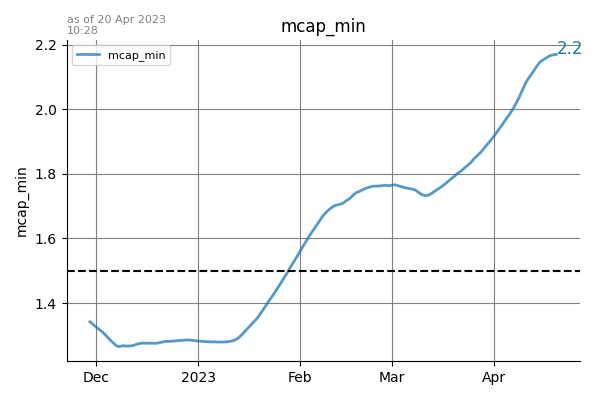 as of 20 Apr 2023
10:28
mcap_min
2.2
mcap_min
2.2
2.0
1.8
1.6
1.4
mcap_min
Dec
2023
Feb
Mar
Apr